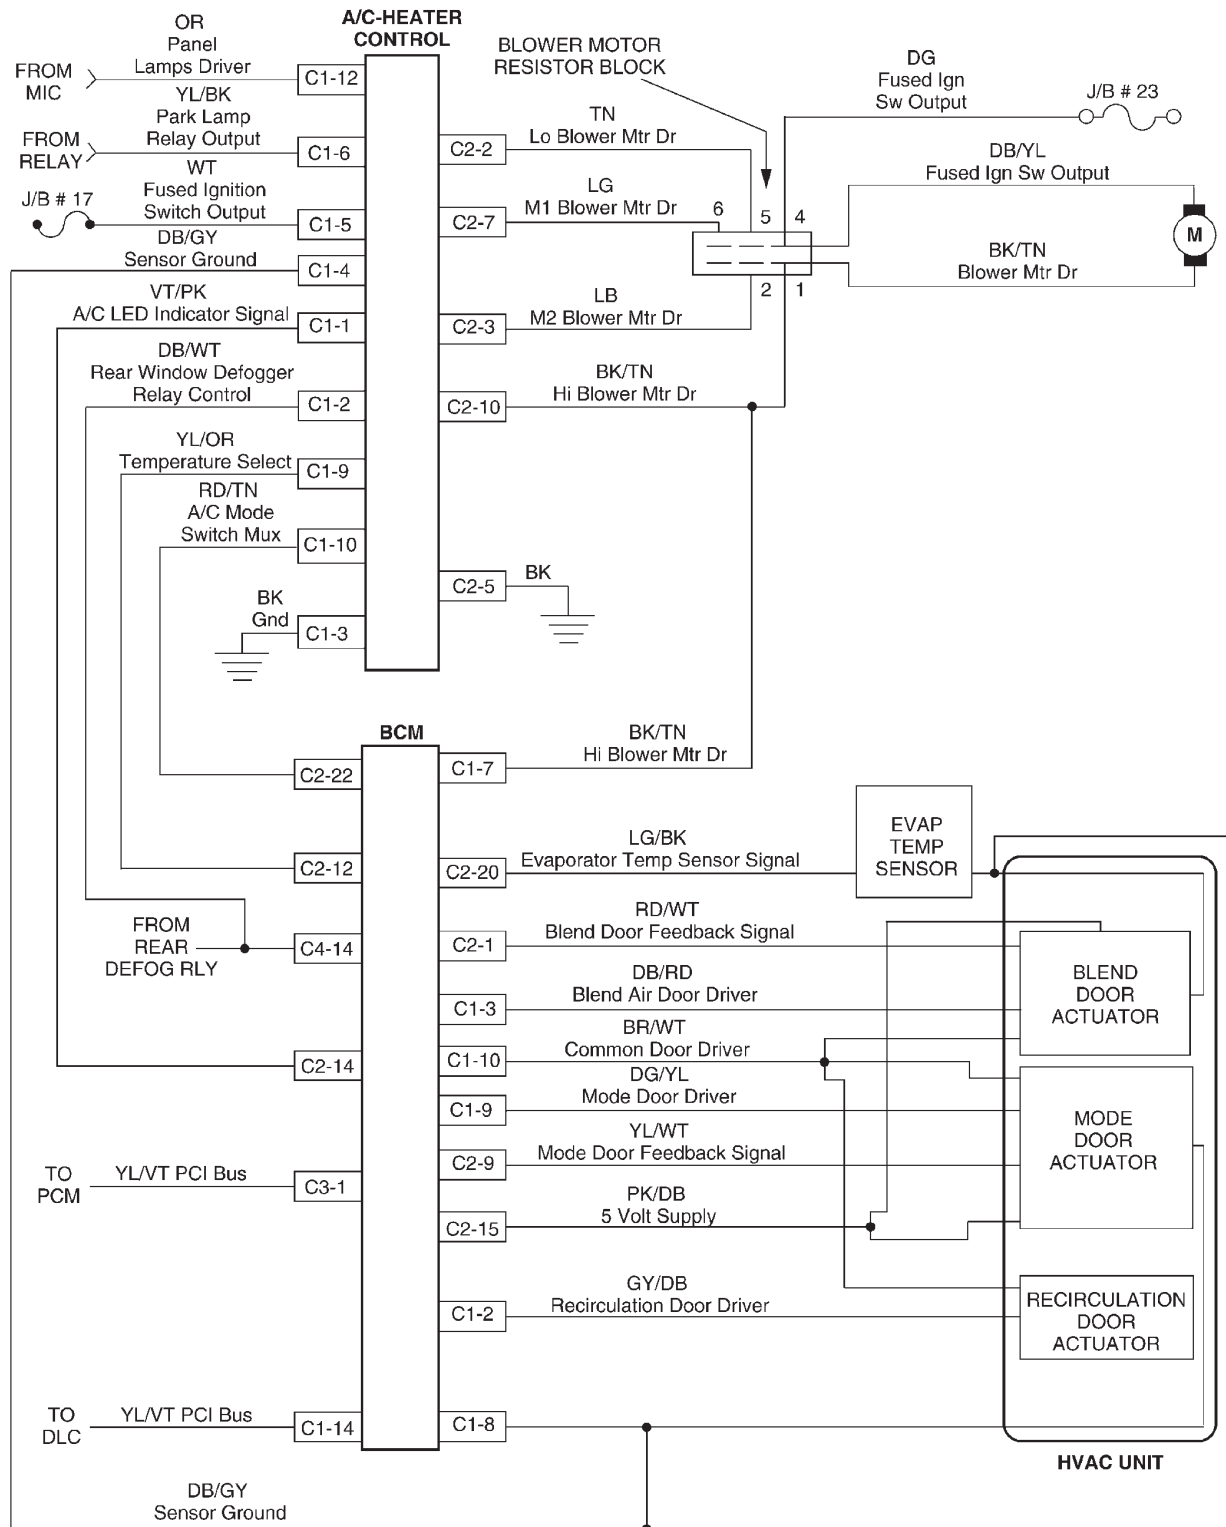 A/C-HEATER
CONTROL
OR
Panel
Lamps Driver
FROM
MIC
C1-12
YL/BK
Park Lamp
Relay Output
FROM
RELAY
C1-6
WT
Fused Ignition
Switch Output
J/B # 17
C1-5
DB/GY
Sensor Ground
C1-4
VT/PK
A/C LED Indicator Signal
C1-1
DB/WT
Rear Window Defogger
Relay Control
C1-2
YL/OR
Temperature Select
C1-9
RD/TN
A/C Mode
Switch Mux
C1-10
BK
Gnd
C1-3
BLOWER MOTOR
RESISTOR BLOCK
TN
Lo Blower Mtr Dr
C2-2
LG
M1 Blower Mtr Dr
C2-7
LB
M2 Blower Mtr Dr
C2-3
BK/TN
Hi Blower Mtr Dr
C2-10
C2-5
BK
6
5
4
2
1
DG
Fused Ign
Sw Output
J/B # 23
DB/YL
Fused Ign Sw Output
M
BK/TN
Blower Mtr Dr
BCM
C2-22
C2-12
FROM
REAR
DEFOG RLY
C4-14
C2-14
TO
PCM
YL/VT PCI Bus
C3-1
TO
DLC
YL/VT PCI Bus
C1-14
BK/TN
Hi Blower Mtr Dr
C1-7
LG/BK
Evaporator Temp Sensor Signal
C2-20
RD/WT
Blend Door Feedback Signal
C2-1
DB/RD
Blend Air Door Driver
C1-3
BR/WT
Common Door Driver
C1-10
DG/YL
Mode Door Driver
C1-9
YL/WT
Mode Door Feedback Signal
C2-9
PK/DB
5 Volt Supply
C2-15
GY/DB
Recirculation Door Driver
C1-2
C1-8
EVAP
TEMP
SENSOR
BLEND
DOOR
ACTUATOR
MODE
DOOR
ACTUATOR
RECIRCULATION
DOOR
ACTUATOR
HVAC UNIT
DB/GY
Sensor Ground